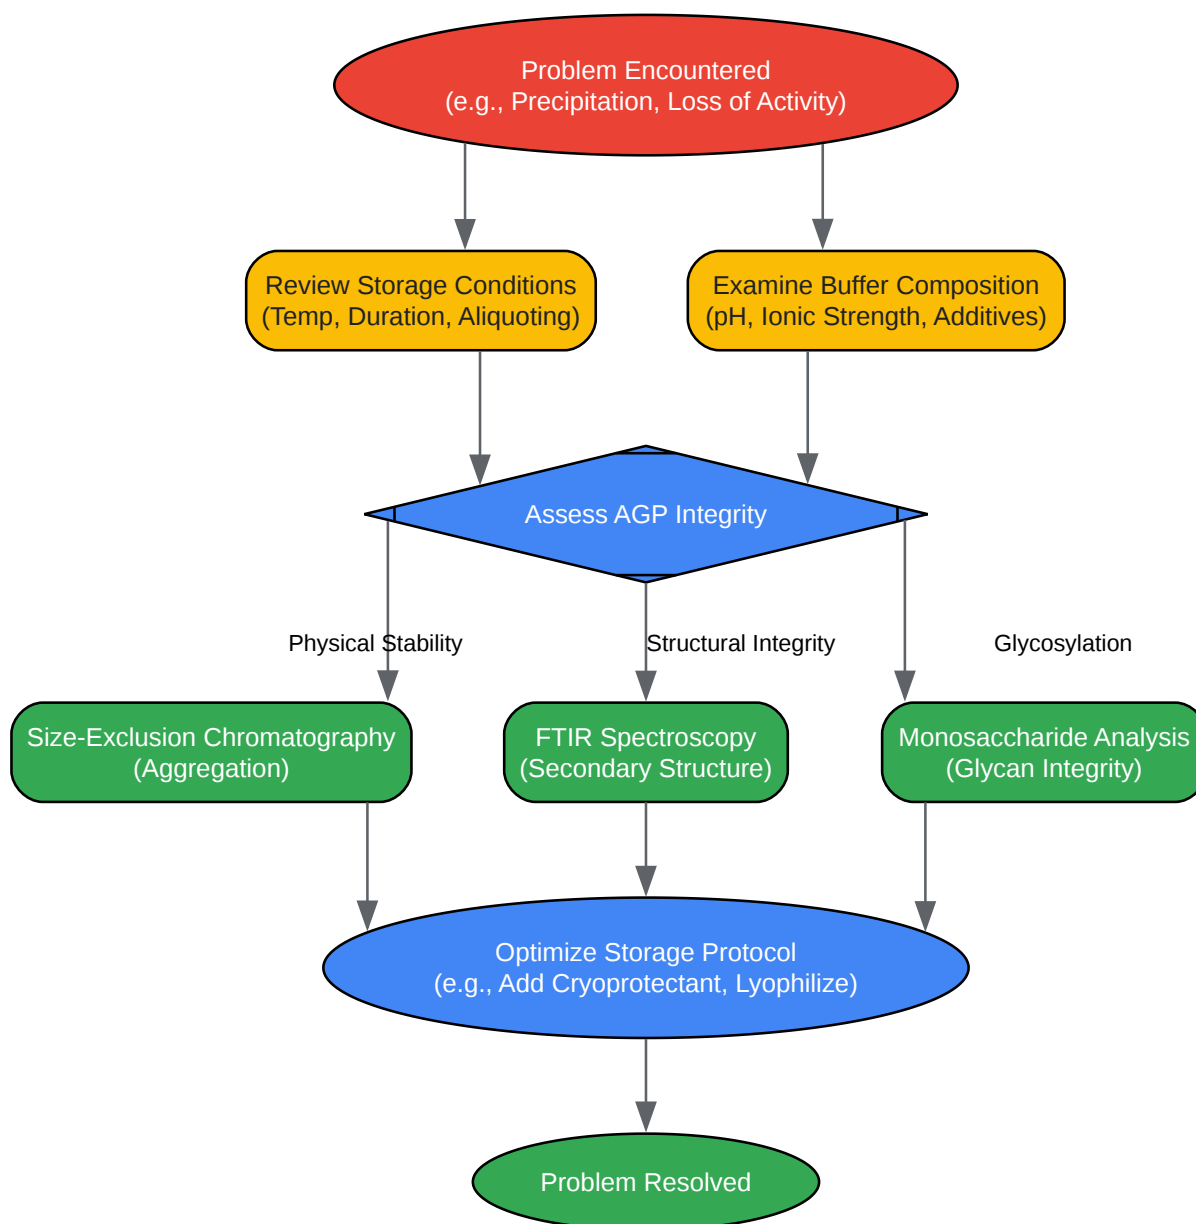 Problem Encountered
(e.g., Precipitation, Loss of Activity)
Review Storage Conditions
(Temp, Duration, Aliquoting)
Examine Buffer Composition
(pH, Ionic Strength, Additives)
Assess AGP Integrity
Physical Stability
Structural Integrity
Glycosylation
Size-Exclusion Chromatography
(Aggregation)
FTIR Spectroscopy
(Secondary Structure)
Monosaccharide Analysis
(Glycan Integrity)
Optimize Storage Protocol
(e.g., Add Cryoprotectant, Lyophilize)
Problem Resolved